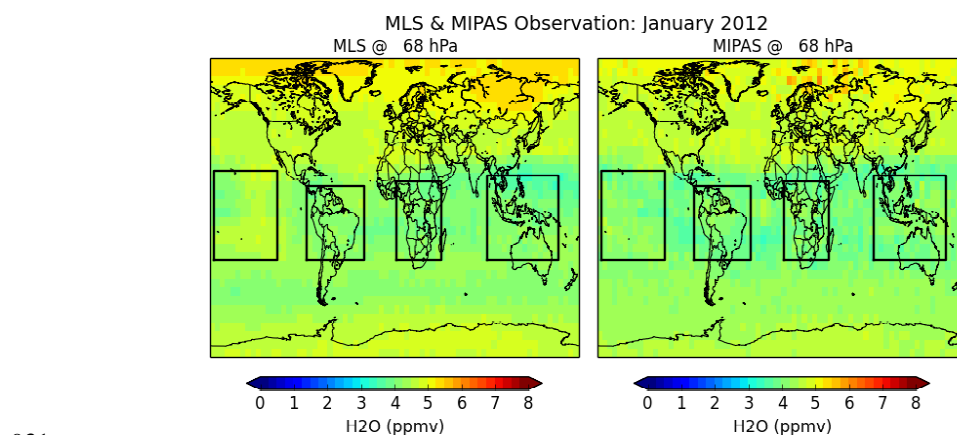 MLS & MIPAS Observation: January 2012
MLS @ 68 hPa
MIPAS @ 68 hPa
0 1 2 3 4 5 6 7 8
0 1 2 3 4 5 6 7 8
H2O (ppmv)
H2O (ppmv)